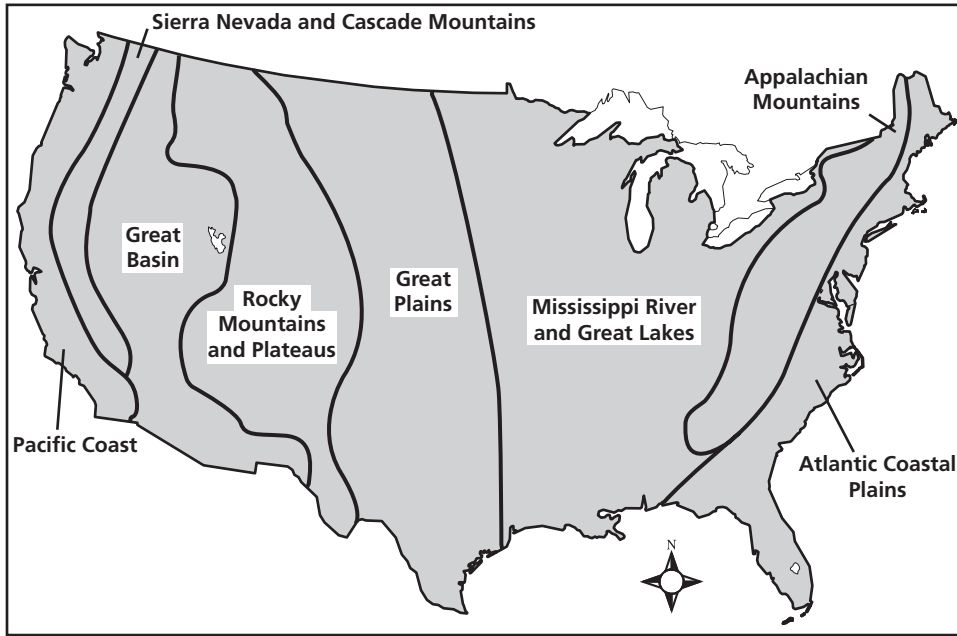 Sierra Nevada and Cascade Mountains
Appalachian
Mountains
Great
Basin
Rocky
Mountains
and Plateaus
Great
Plains
Mississippi River
and Great Lakes
Pacific Coast
Atlantic Coastal
Plains
N